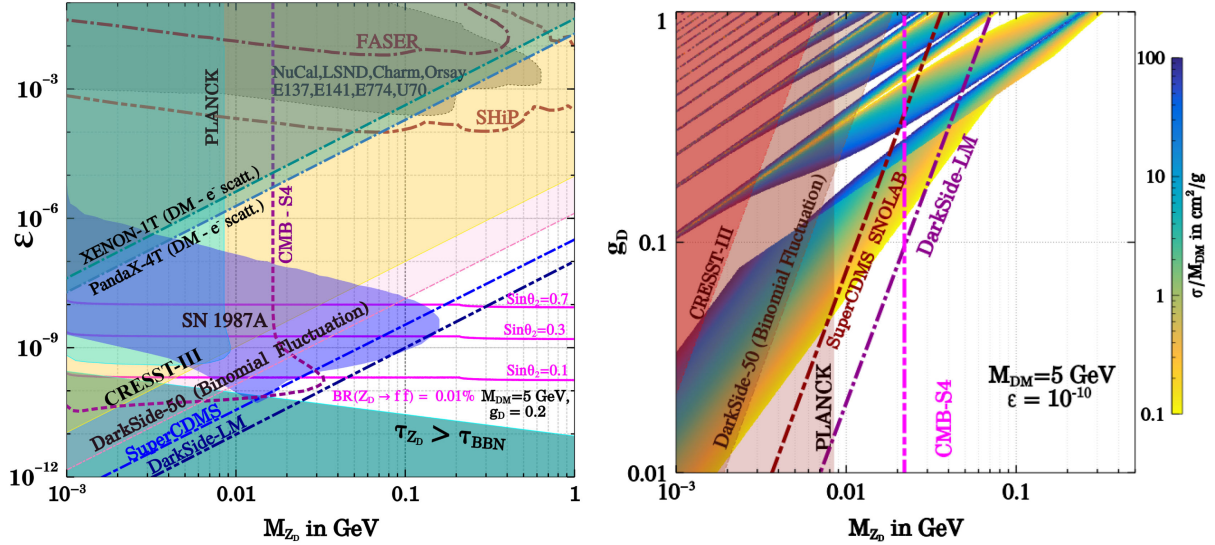 FASER
NuCal,LSND,Charm,Orsay
E137,E141,E774,U70
SHiP
PLANCK
XENON-1T (DM - e⁻ scatt.)
PandaX-4T (DM - e⁻ scatt.)
CMB - S4
SN 1987A
Sinθ₂=0.7
Sinθ₂=0.3
Sinθ₂=0.1
CRESST-III
DarkSide-50 (Binomial Fluctuation)
SuperCDMS
DarkSide-LM
BR(Z_D → f f) = 0.01%
M_DM=5 GeV,
g_D = 0.2
τ_Z_D > τ_BBN
10⁻³
10⁻⁶
10⁻⁹
10⁻¹²
ε
10⁻³
0.01
0.1
1
M_Z_D in GeV
1
0.1
0.01
g_D
CRESST-III
DarkSide-50 (Binomial Fluctuation)
PLANCK
SuperCDMS SNOLAB
DarkSide-LM
CMB-S4
M_DM=5 GeV
ε = 10⁻¹⁰
10⁻³
0.01
0.1
M_Z_D in GeV
100
10
1
0.1
σ/M_DM in cm²/g